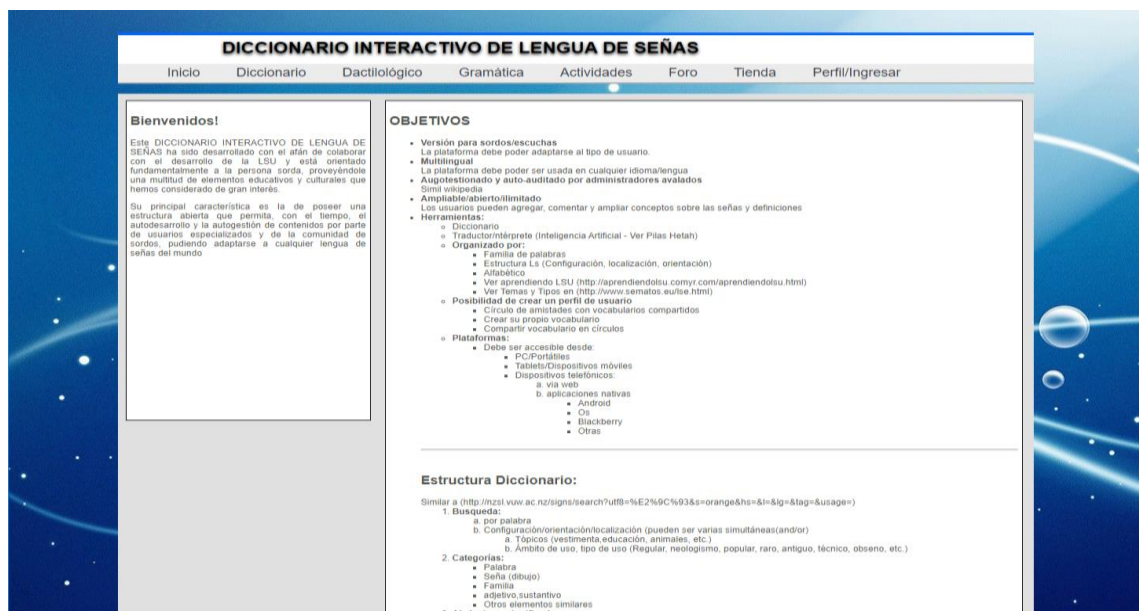 DICCIONARIO INTERACTIVO DE LENGUA DE SEÑAS
Inicio Diccionario Dactilológico Gramática Actividades Foro Tienda Perfil/Ingresar
Bienvenidos!
Este DICCIONARIO INTERACTIVO DE LENGUA DE
SEÑAS ha sido desarrollado con el afán de colaborar
con el desarrollo de la LSU y está orientado
fundamentalmente a la persona sorda, proveyéndole
una multitud de elementos educativos y culturales que
hemos considerado de gran interés.
Su principal característica es la de poseer una
estructura abierta que permita, con el tiempo, el
autodesarrollo y la autogestión de contenidos por parte
de usuarios especializados y de la comunidad de
sordos, pudiendo adaptarse a cualquier lengua de
señas del mundo
OBJETIVOS
Versión para sordos/escuchas
La plataforma debe poder adaptarse al tipo de usuario.
Multilingual
La plataforma debe poder ser usada en cualquier idioma/lengua
Augotestionado y auto-auditado por administradores avalados
Simil wikipedia
Ampliable/abierto/ilimitado
Los usuarios pueden agregar, comentar y ampliar conceptos sobre las señas y definiciones
Herramientas:
Diccionario
Traductor/ntérprete (Inteligencia Artificial - Ver Pilas Hetah)
Organizado por:
Familia de palabras
Estructura Ls (Configuración, localización, orientación)
Alfabético
Ver aprendiendo LSU (http://aprendiendolsu.comyr.com/aprendiendolsu.html)
Ver Temas y Tipos en (http://www.sematos.eu/lse.html)
Posibilidad de crear un perfil de usuario
Círculo de amistades con vocabularios compartidos
Crear su propio vocabulario
Compartir vocabulario en círculos
Plataformas:
Debe ser accesible desde:
PC/Portátiles
Tablets/Dispositivos móviles
Dispositivos telefónicos:
a. vía web
b. aplicaciones nativas
Android
Os
Blackberry
Otras
Estructura Diccionario:
Similar a (http://nzsl.vuw.ac.nz/signs/search?utf8=%E2%9C%93&s=orange&hs=&l=&lg=&tag=&usage=)
1. Busqueda:
a. por palabra
b. Configuración/orientación/localización (pueden ser varias simultáneas(and/or)
a. Tópicos (vestimenta,educación, animales, etc.)
b. Ámbito de uso, tipo de uso (Regular, neologismo, popular, raro, antiguo, técnico, obseno, etc.)
2. Categorías:
Palabra
Seña (dibujo)
Familia
adjetivo,sustantivo
Otros elementos similares